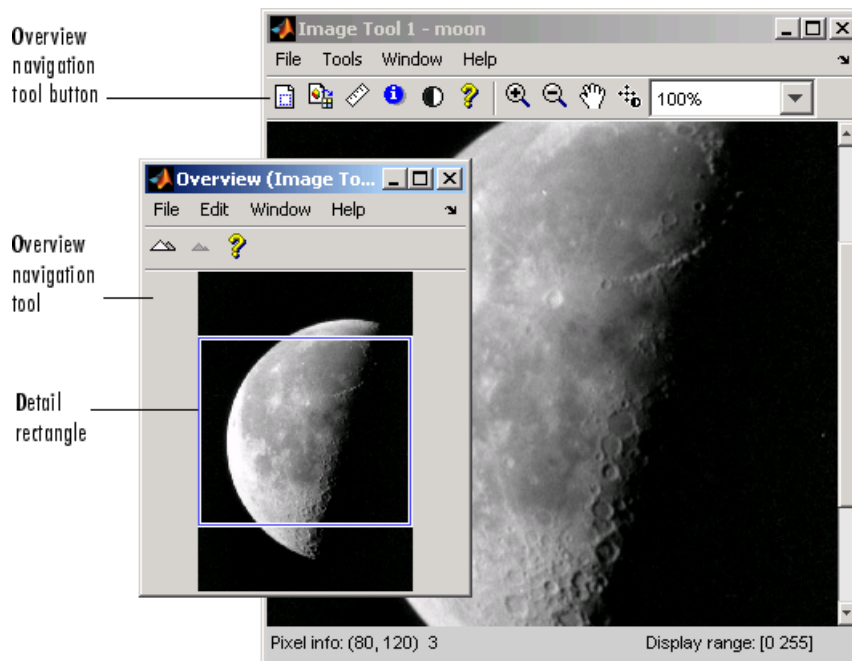 Overview
navigation
tool button
Image Tool 1 - moon
File Tools Window Help
100%
Overview (Image To...
File Edit Window Help
Overview
navigation
tool
Detail
rectangle
Pixel info: (80, 120) 3
Display range: [0 255]